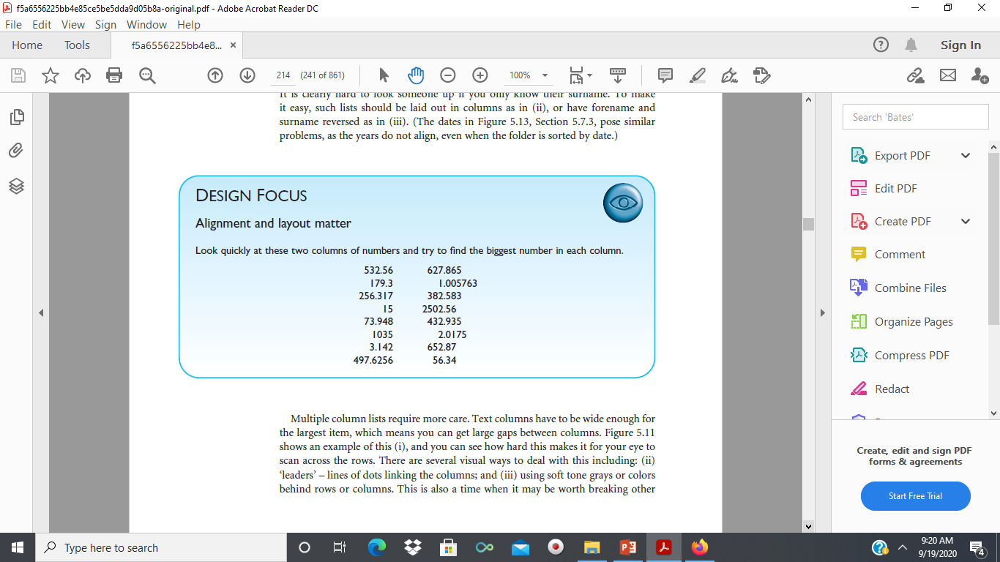 f5a6556225bb4e85ce5be5dda9d05b8a-original.pdf - Adobe Acrobat Reader DC
File Edit View Sign Window Help
Home Tools f5a6556225bb4e8... × Sign In
214 (241 of 861) 100%
It is clearly hard to look someone up if you only know their surname. To make
it easy, such lists should be laid out in columns as in (ii), or have forename and
surname reversed as in (iii). (The dates in Figure 5.13, Section 5.7.3, pose similar
problems, as the years do not align, even when the folder is sorted by date.)
DESIGN FOCUS
Alignment and layout matter
Look quickly at these two columns of numbers and try to find the biggest number in each column.
532.56 627.865
179.3 1.005763
256.317 382.583
15 2502.56
73.948 432.935
1035 2.0175
3.142 652.87
497.6256 56.34
Multiple column lists require more care. Text columns have to be wide enough for
the largest item, which means you can get large gaps between columns. Figure 5.11
shows an example of this (i), and you can see how hard this makes it for your eye to
scan across the rows. There are several visual ways to deal with this including: (ii)
‘leaders’ – lines of dots linking the columns; and (iii) using soft tone grays or colors
behind rows or columns. This is also a time when it may be worth breaking other
Search 'Bates'
Export PDF
Edit PDF
Create PDF
Comment
Combine Files
Organize Pages
Compress PDF
Redact
Create, edit and sign PDF
forms & agreements
Start Free Trial
Type here to search
9:20 AM
9/19/2020
4